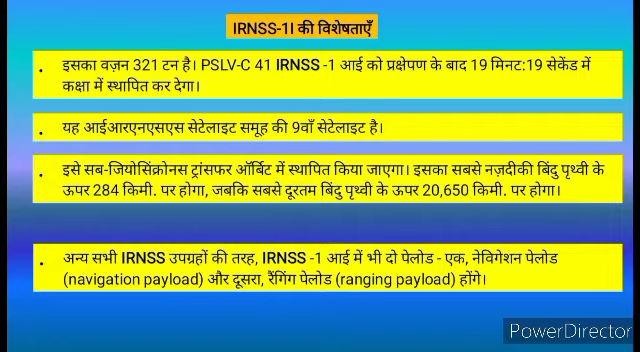 IRNSS-1I की विशेषताएँ
• इसका वज़न 321 टन है। PSLV-C 41 IRNSS -1 आई को प्रक्षेपण के बाद 19 मिनट:19 सेकेंड में
कक्षा में स्थापित कर देगा।
• यह आईआरएनएसएस सेटेलाइट समूह की 9वाँ सेटेलाइट है।
• इसे सब-जियोसिंक्रोनस ट्रांसफर ऑर्बिट में स्थापित किया जाएगा। इसका सबसे नज़दीकी बिंदु पृथ्वी के
ऊपर 284 किमी. पर होगा, जबकि सबसे दूरतम बिंदु पृथ्वी के ऊपर 20,650 किमी. पर होगा।
• अन्य सभी IRNSS उपग्रहों की तरह, IRNSS -1 आई में भी दो पेलोड - एक, नेविगेशन पेलोड
(navigation payload) और दूसरा, रैंगिंग पेलोड (ranging payload) होंगे।
PowerDirector